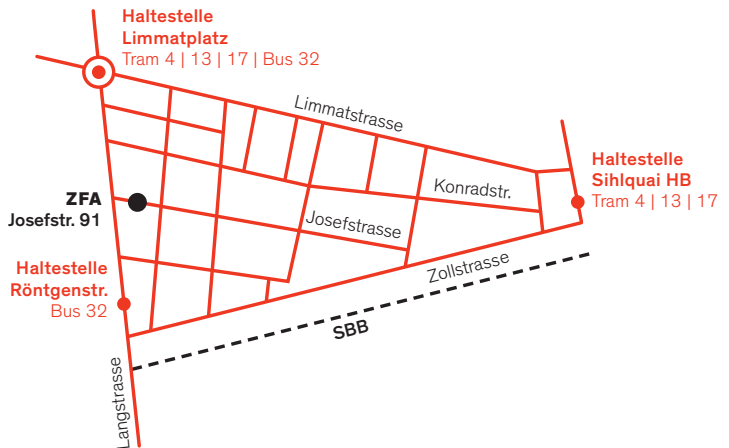 Haltestelle
Limmatplatz
Tram 4 | 13 | 17 | Bus 32
Limmatstrasse
Haltestelle
Sihlquai HB
Tram 4 | 13 | 17
Konradstr.
ZFA
Josefstr. 91
Josefstrasse
Haltestelle
Röntgenstr.
Bus 32
Zollstrasse
SBB
Langstrasse